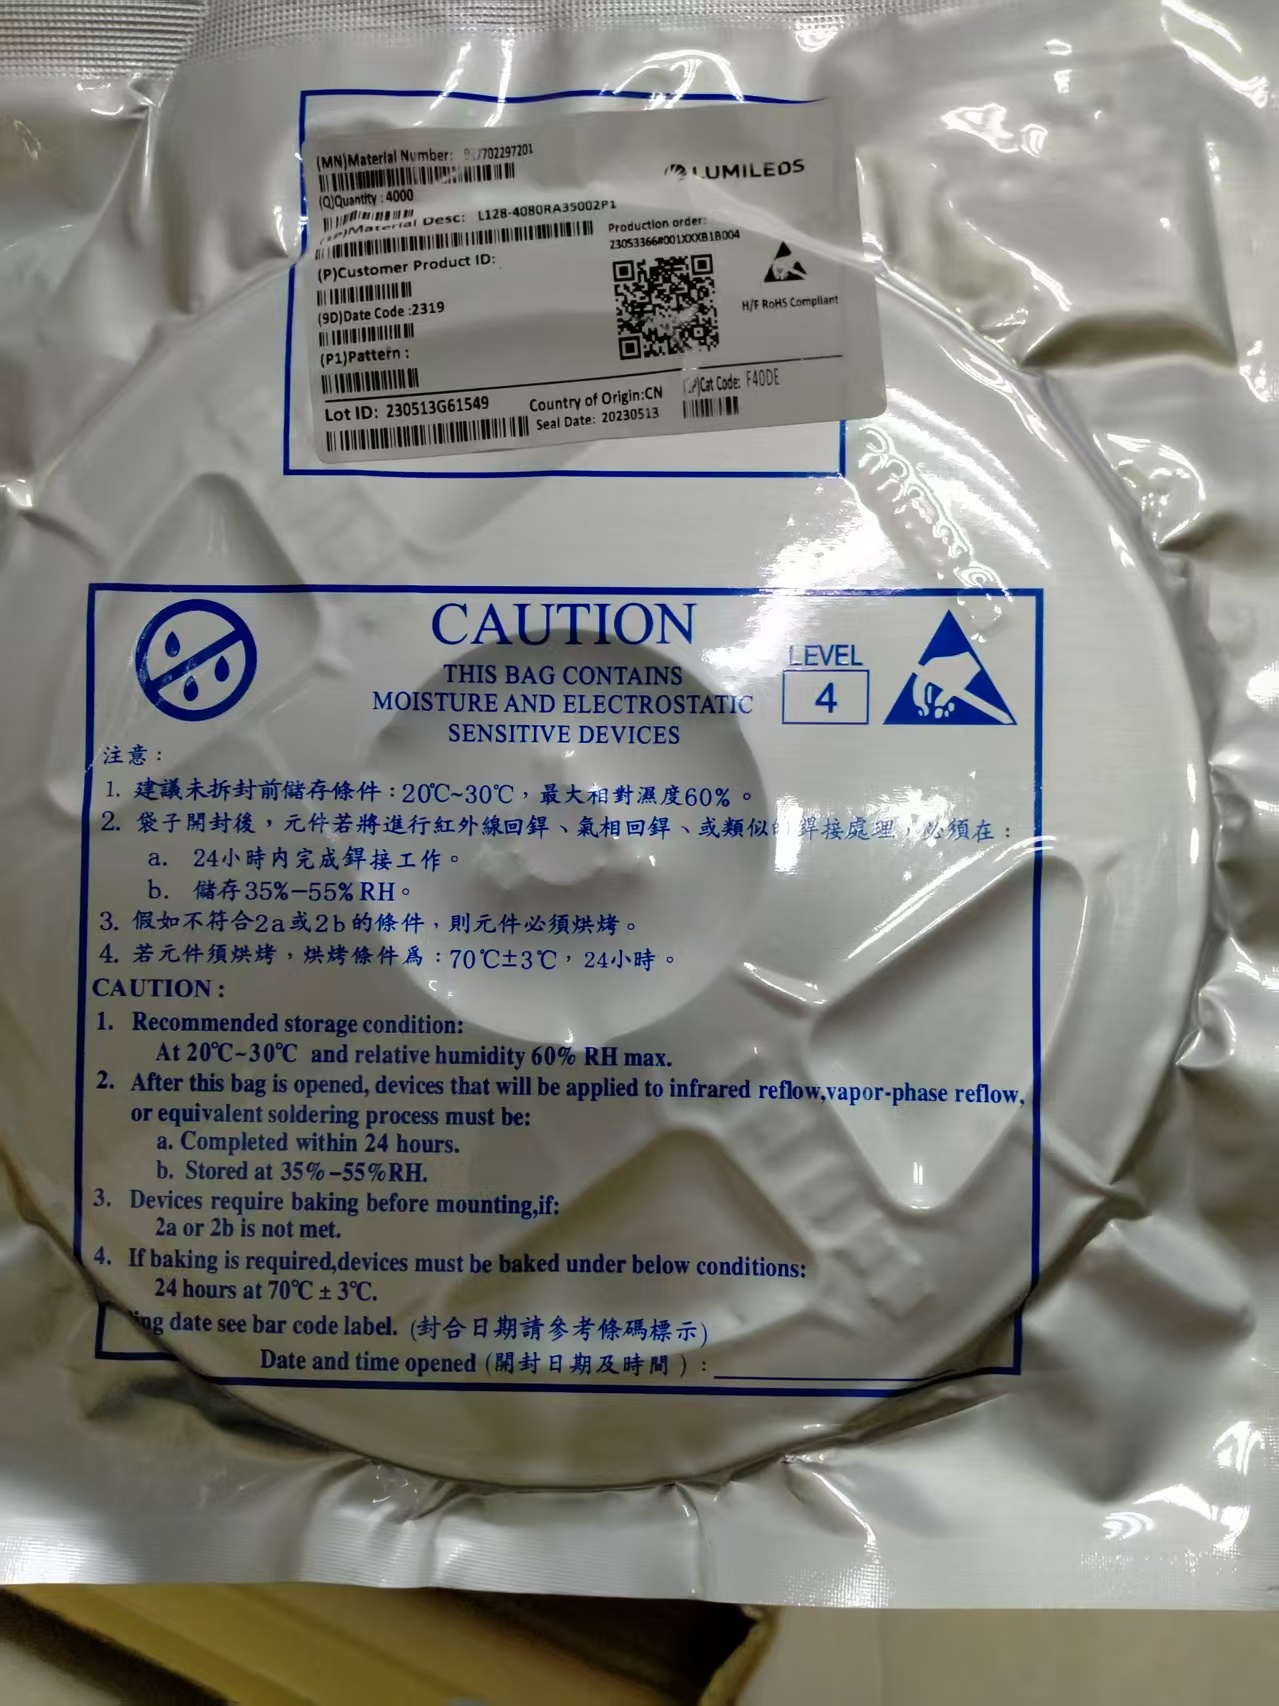 (MN)Material Number: 702297201
LUMILEDS
(Q)Quantity : 4000
(1P)Material Desc: L128-4080RA35002P1
Production order:
23053366#001XXXB1B004
(P)Customer Product ID:
H/F RoHS Compliant
(9D)Date Code :2319
(P1)Pattern :
Cat Code: F40DE
Lot ID: 230513G61549
Country of Origin:CN
Seal Date: 20230513
CAUTION
THIS BAG CONTAINS
MOISTURE AND ELECTROSTATIC
SENSITIVE DEVICES
LEVEL
4
注意：
1. 建議未拆封前儲存條件：20℃~30℃，最大相對濕度60%。
2. 袋子開封後，元件若將進行紅外線回銲、氣相回銲、或類似的銲接處理，必須在：
a. 24小時内完成銲接工作。
b. 儲存35%-55% RH。
3. 假如不符合2a或2b的條件，則元件必須烘烤。
4. 若元件須烘烤，烘烤條件爲：70℃±3℃，24小時。
CAUTION:
1. Recommended storage condition:
At 20℃~30℃ and relative humidity 60% RH max.
2. After this bag is opened, devices that will be applied to infrared reflow,vapor-phase reflow,
or equivalent soldering process must be:
a. Completed within 24 hours.
b. Stored at 35%-55%RH.
3. Devices require baking before mounting,if:
2a or 2b is not met.
4. If baking is required,devices must be baked under below conditions:
24 hours at 70℃ ± 3℃.
date see bar code label. (封合日期請參考條碼標示)
Date and time opened (開封日期及時間)：